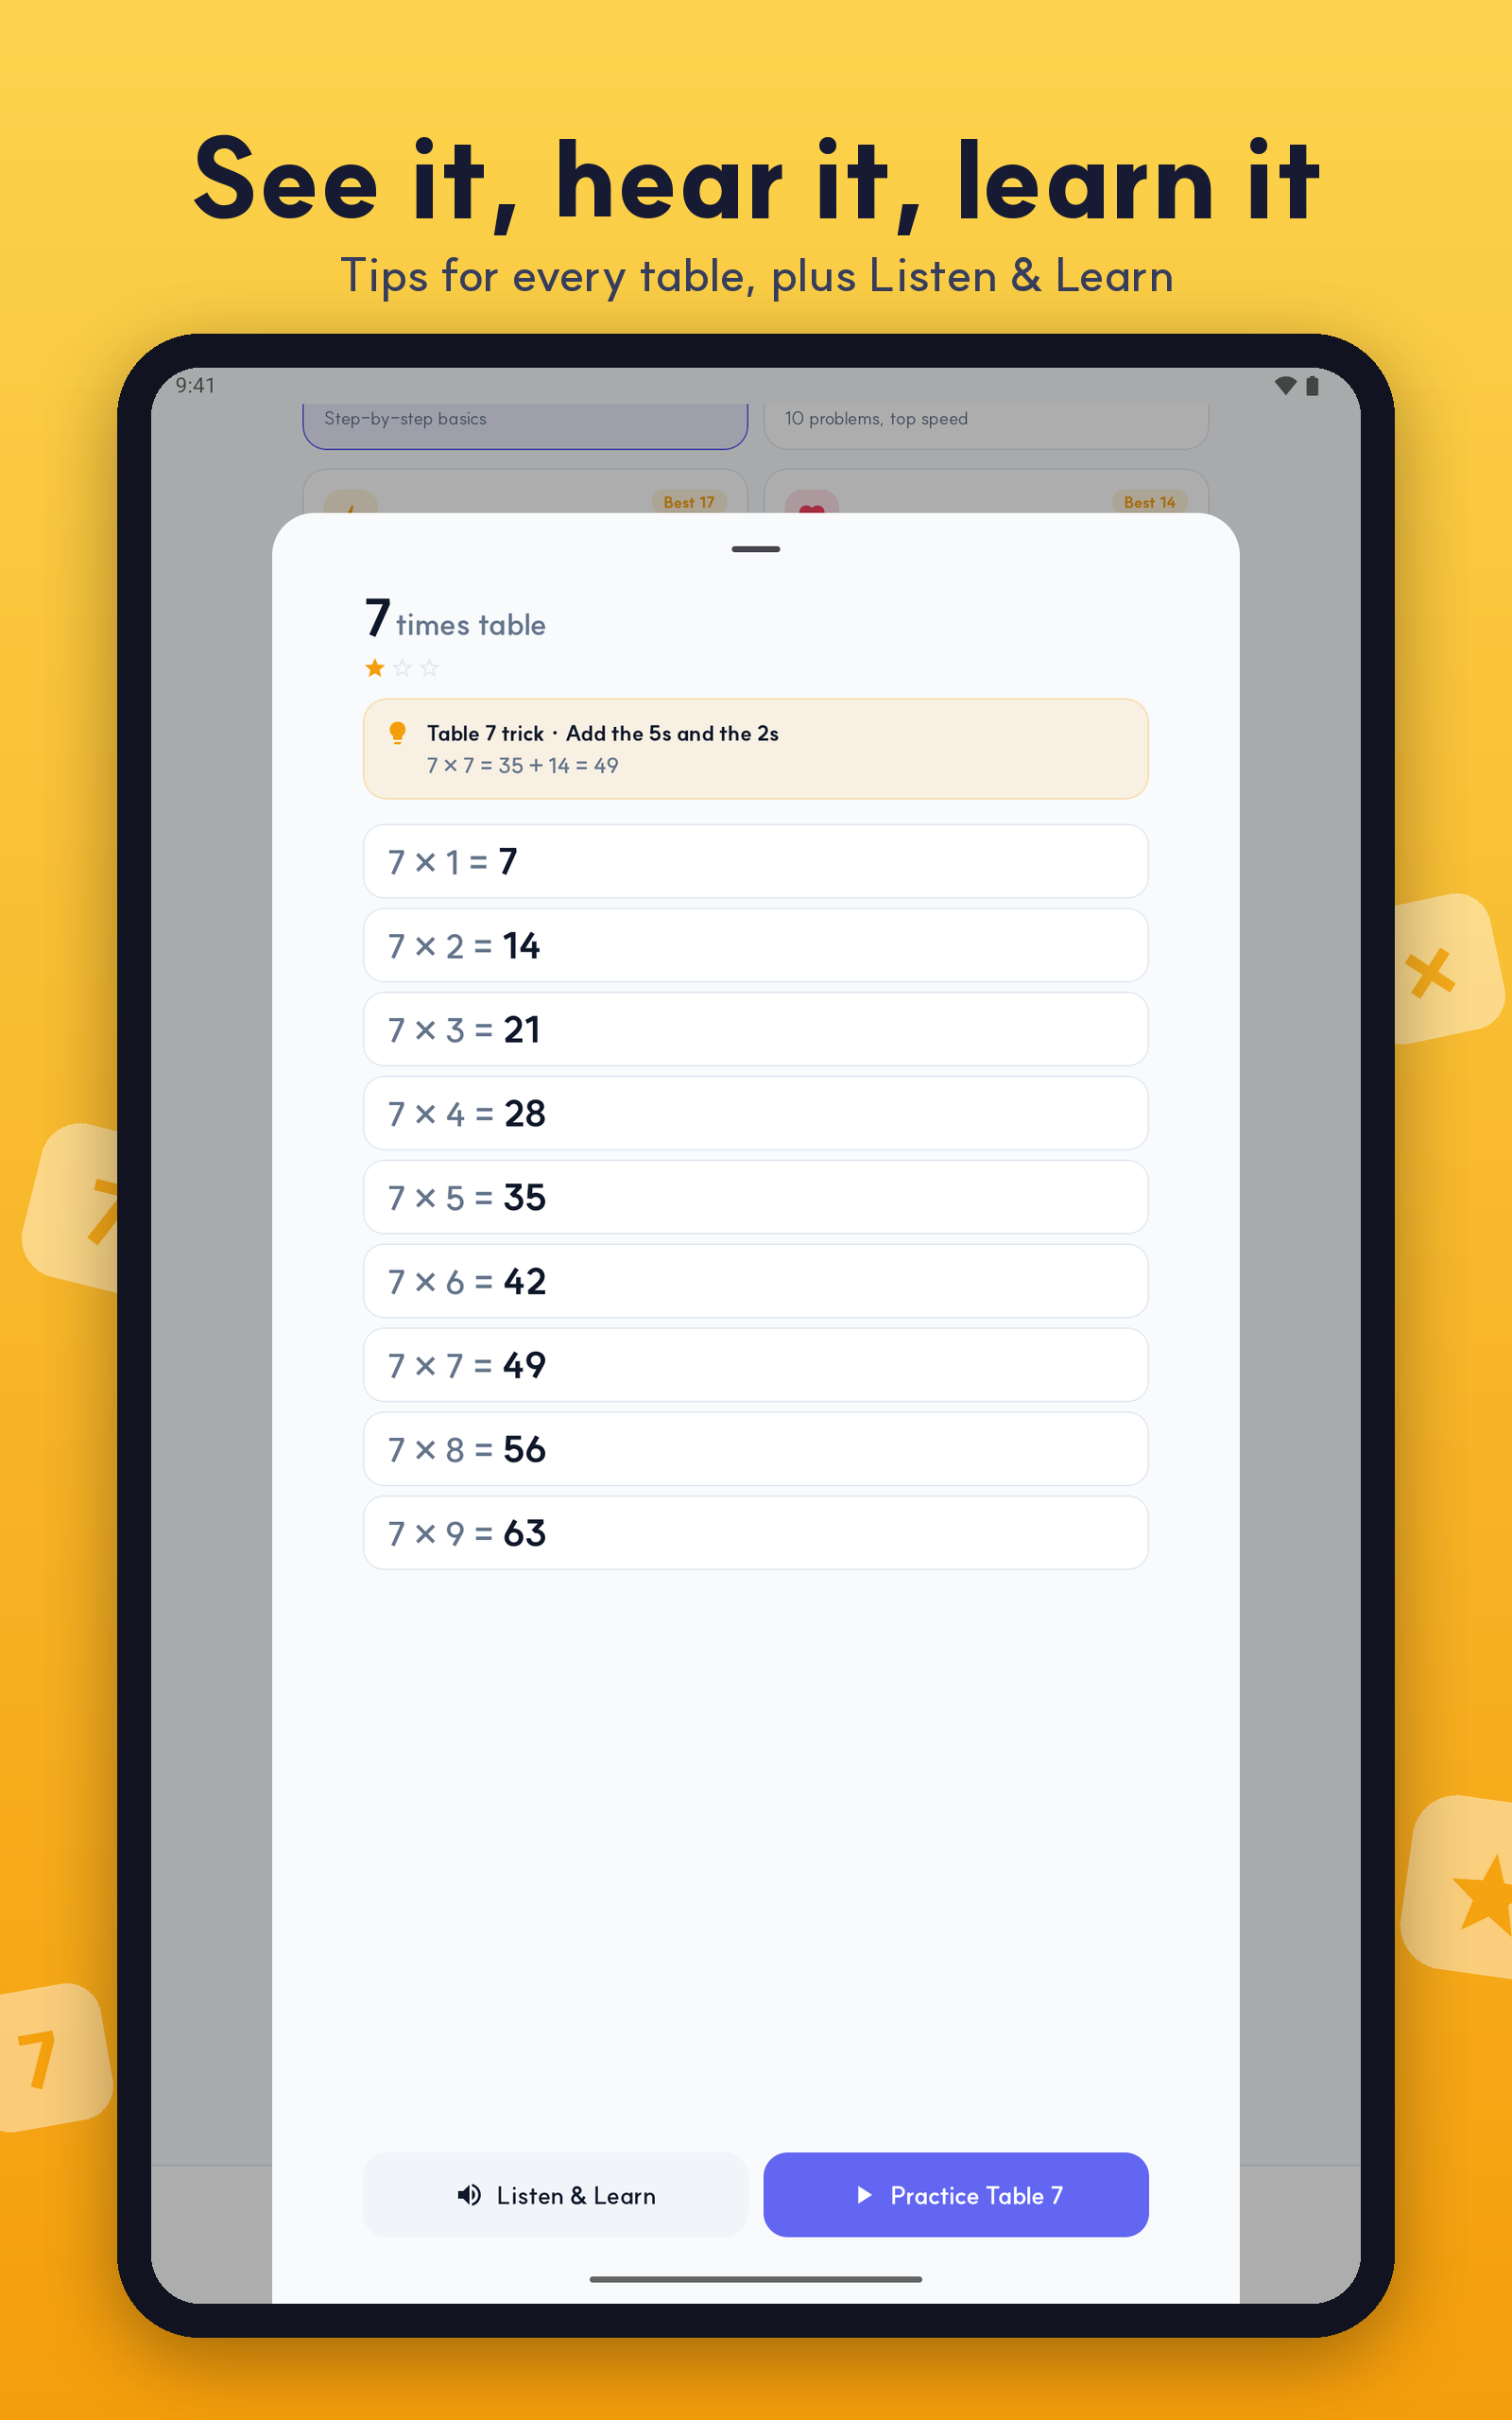 See it, hear it, learn it
Tips for every table, plus Listen & Learn
9:41
Step-by-step basics
10 problems, top speed
Best 17
Best 14
7 times table
Table 7 trick · Add the 5s and the 2s
7 × 7 = 35 + 14 = 49
7 × 1 = 7
7 × 2 = 14
7 × 3 = 21
7 × 4 = 28
7 × 5 = 35
7 × 6 = 42
7 × 7 = 49
7 × 8 = 56
7 × 9 = 63
×
7
7
Listen & Learn
Practice Table 7